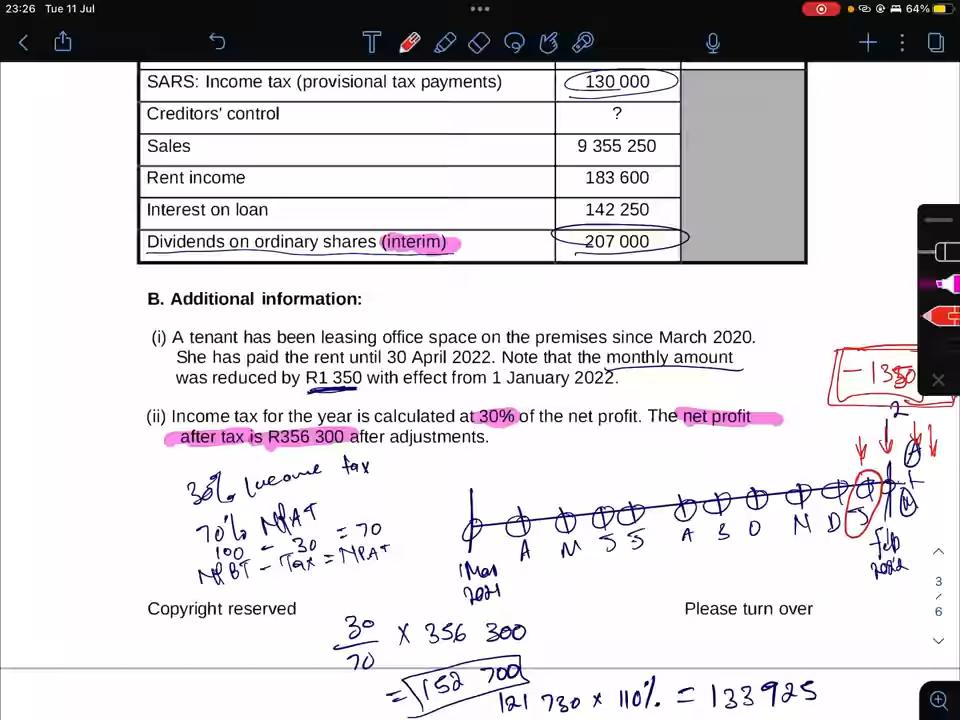 23:26 Tue 11 Jul
64%
SARS: Income tax (provisional tax payments) 130 000
Creditors' control ?
Sales 9 355 250
Rent income 183 600
Interest on loan 142 250
Dividends on ordinary shares (interim) 207 000
B. Additional information:
(i) A tenant has been leasing office space on the premises since March 2020.
She has paid the rent until 30 April 2022. Note that the monthly amount
was reduced by R1 350 with effect from 1 January 2022.
- 1350
2
(ii) Income tax for the year is calculated at 30% of the net profit. The net profit
after tax is R356 300 after adjustments.
30% Income tax
70% NPAT
100 - 30 = 70
NPBT - Tax = NPAT
A M J J A S O N D J
M A
1 Mar
2021
Feb
2022
3
/
6
Copyright reserved Please turn over
30
70
× 356 300
= 152 700
121 730 × 110% = 133 925